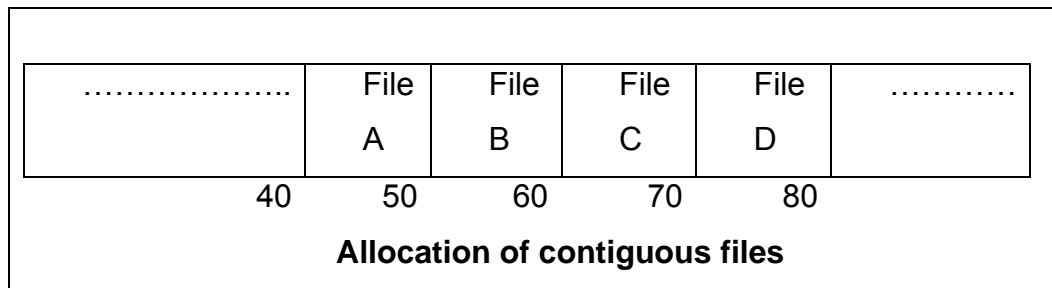 ……………….. File File File File …………
A B C D
40 50 60 70 80
Allocation of contiguous files